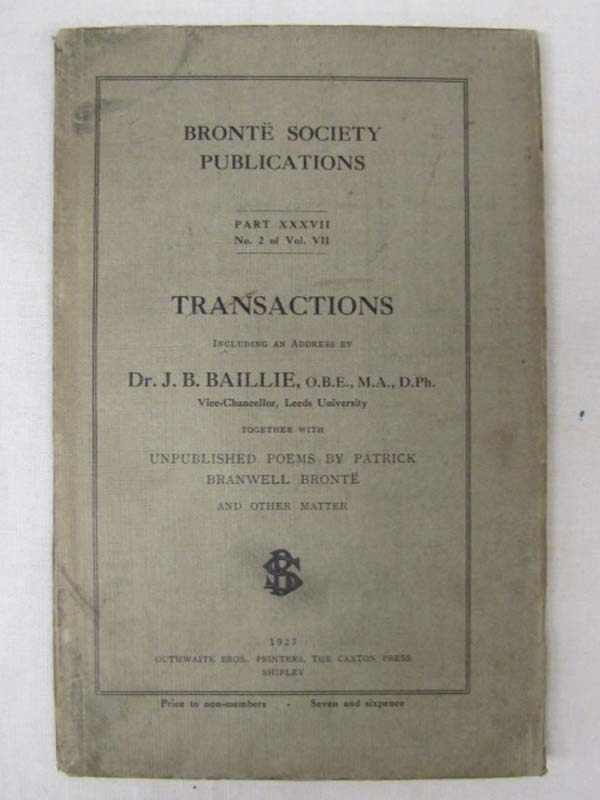 BRONTË SOCIETY
PUBLICATIONS
PART XXXVII
No. 2 of Vol. VII
TRANSACTIONS
INCLUDING AN ADDRESS BY
Dr. J. B. BAILLIE, O.B.E., M.A., D.Ph.
Vice-Chancellor, Leeds University
TOGETHER WITH
UNPUBLISHED POEMS BY PATRICK
BRANWELL BRONTË
AND OTHER MATTER
BS
1927
OUTHWAITE BROS., PRINTERS, THE CAXTON PRESS
SHIPLEY
Price to non-members - Seven and sixpence